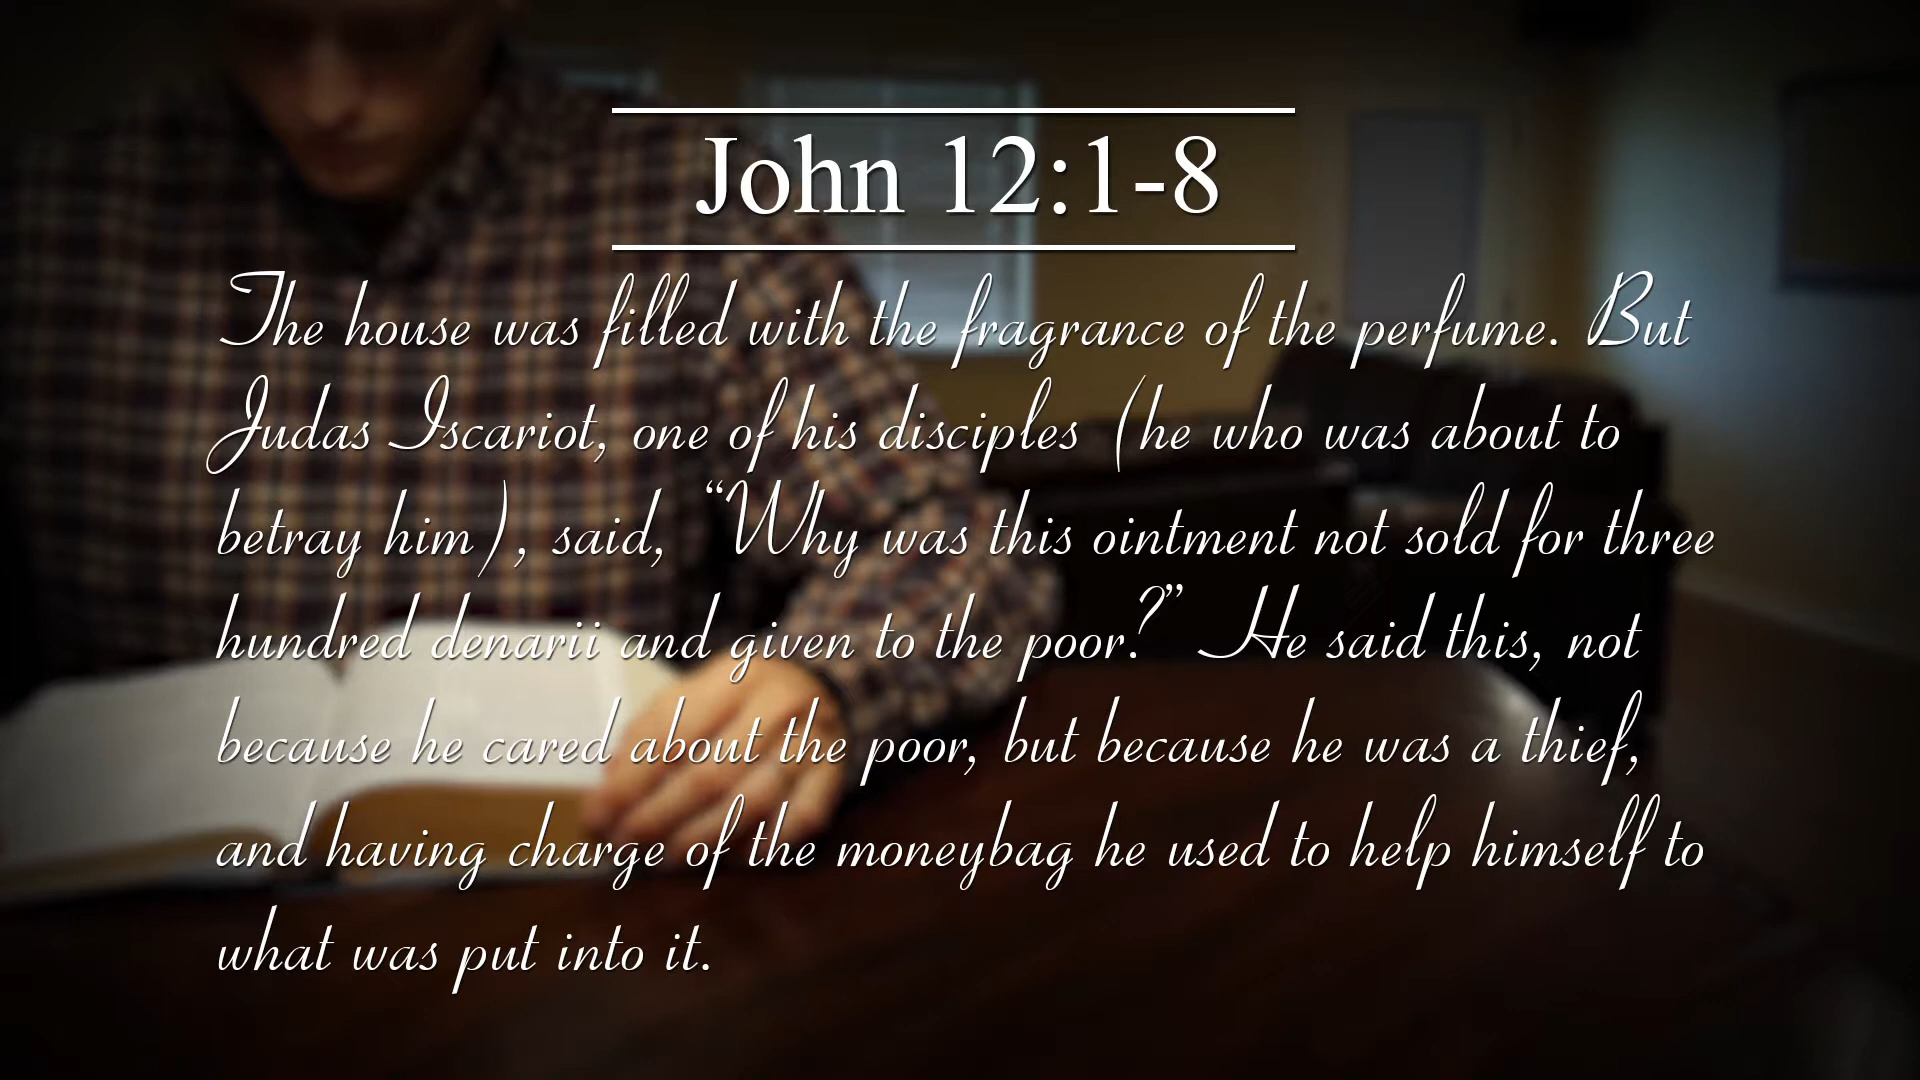 John 12:1-8
The house was filled with the fragrance of the perfume. But
Judas Iscariot, one of his disciples (he who was about to
betray him), said, “Why was this ointment not sold for three
hundred denarii and given to the poor?” He said this, not
because he cared about the poor, but because he was a thief,
and having charge of the moneybag he used to help himself to
what was put into it.